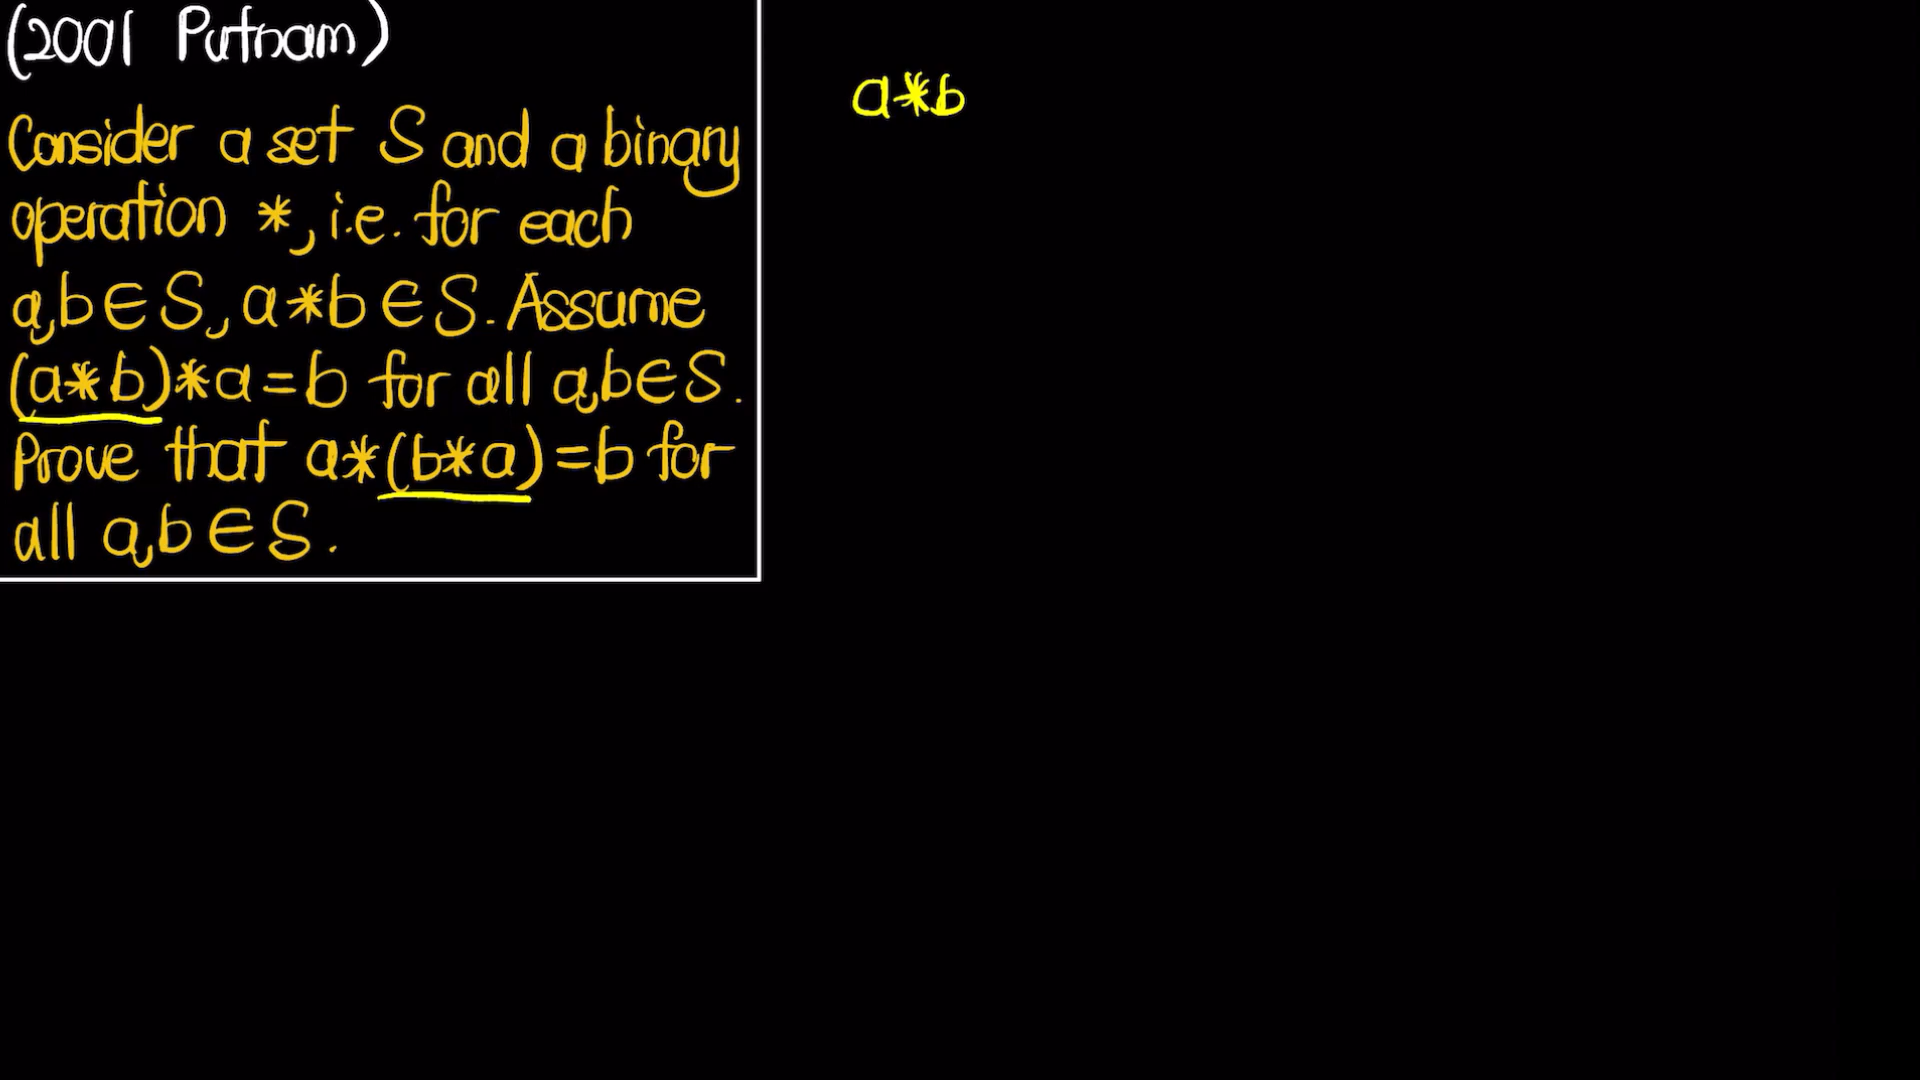 (2001 Putnam)
Consider a set S and a binary
operation *, i.e. for each
a,b∈S, a*b∈S. Assume
(a*b)*a=b for all a,b∈S.
Prove that a*(b*a)=b for
all a,b∈S.
a*b